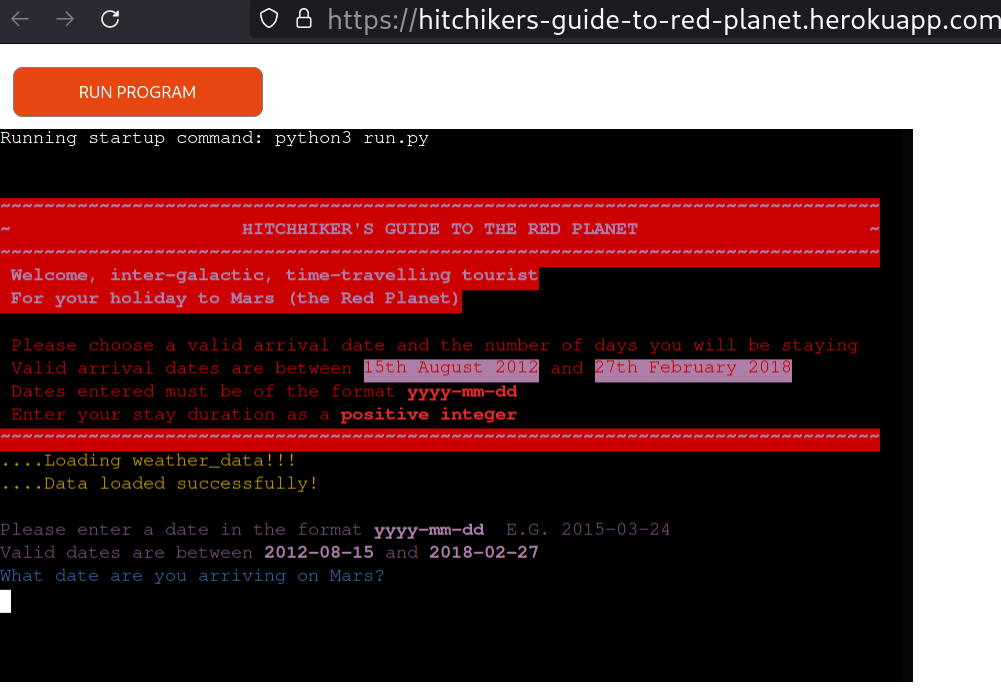 https://hitchikers-guide-to-red-planet.herokuapp.com
RUN PROGRAM
Running startup command: python3 run.py
~~~~~~~~~~~~~~~~~~~~~~~~~~~~~~~~~~~~~~~~~~~~~~~~~~~~~~~~~~~~~~~~~~~~~~~~~~~~~~~~
~ HITCHHIKER'S GUIDE TO THE RED PLANET ~
~~~~~~~~~~~~~~~~~~~~~~~~~~~~~~~~~~~~~~~~~~~~~~~~~~~~~~~~~~~~~~~~~~~~~~~~~~~~~~~~
Welcome, inter-galactic, time-travelling tourist
For your holiday to Mars (the Red Planet)
Please choose a valid arrival date and the number of days you will be staying
Valid arrival dates are between 15th August 2012 and 27th February 2018
Dates entered must be of the format yyyy-mm-dd
Enter your stay duration as a positive integer
~~~~~~~~~~~~~~~~~~~~~~~~~~~~~~~~~~~~~~~~~~~~~~~~~~~~~~~~~~~~~~~~~~~~~~~~~~~~~~~~
....Loading weather_data!!!
....Data loaded successfully!
Please enter a date in the format yyyy-mm-dd E.G. 2015-03-24
Valid dates are between 2012-08-15 and 2018-02-27
What date are you arriving on Mars?